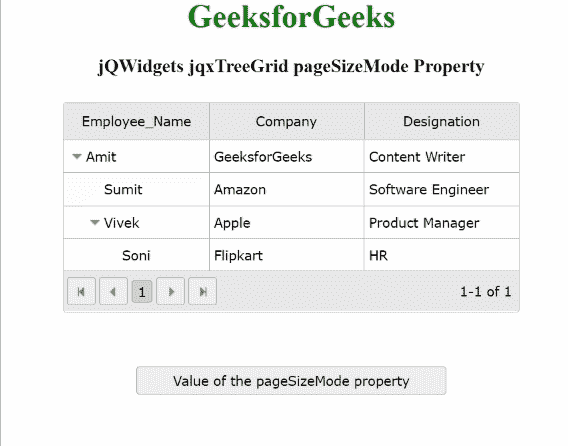 GeeksforGeeks
jQWidgets jqxTreeGrid pageSizeMode Property
Employee_Name Company Designation
Amit GeeksforGeeks Content Writer
Sumit Amazon Software Engineer
Vivek Apple Product Manager
Soni Flipkart HR
1 1-1 of 1
Value of the pageSizeMode property